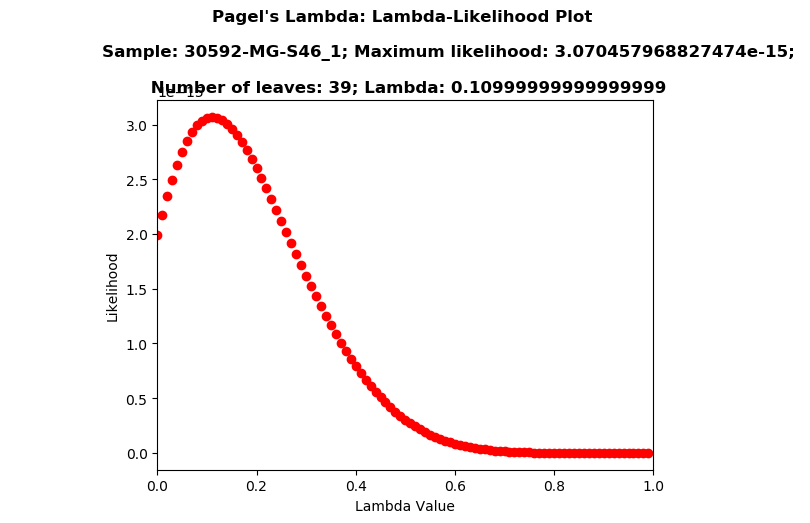 Pagel's Lambda: Lambda-Likelihood Plot
Sample: 30592-MG-S46_1; Maximum likelihood: 3.070457968827474e-15;
Number of leaves: 39; Lambda: 0.10999999999999999
1e−15
3.0
2.5
2.0
1.5
1.0
0.5
0.0
Likelihood
0.0 0.2 0.4 0.6 0.8 1.0
Lambda Value